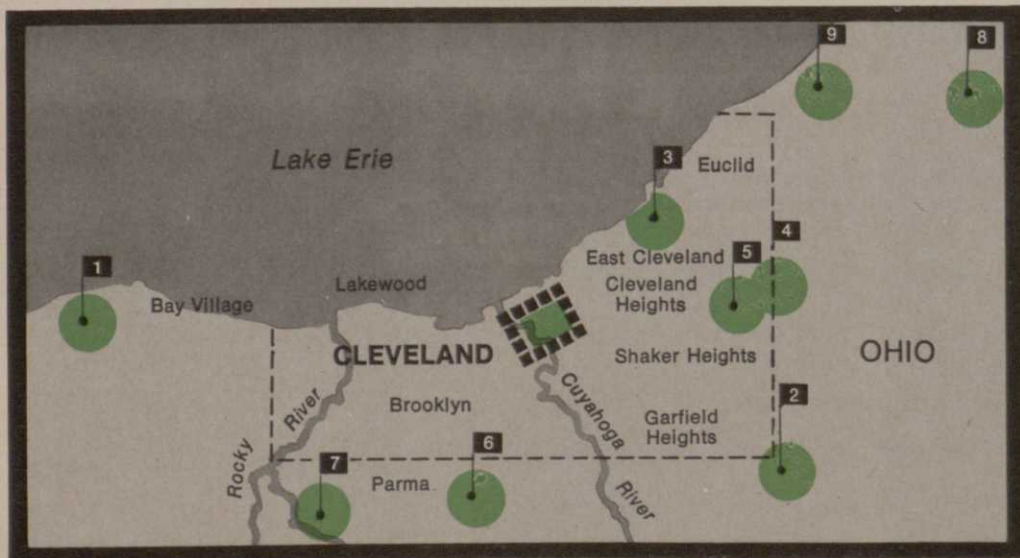 9
8
Lake Erie
3
Euclid
1
East Cleveland
5
4
Bay Village
Lakewood
Cleveland
Heights
CLEVELAND
Shaker Heights
OHIO
Rocky River
Brooklyn
Cuyahoga River
Garfield
Heights
2
7
Parma
6